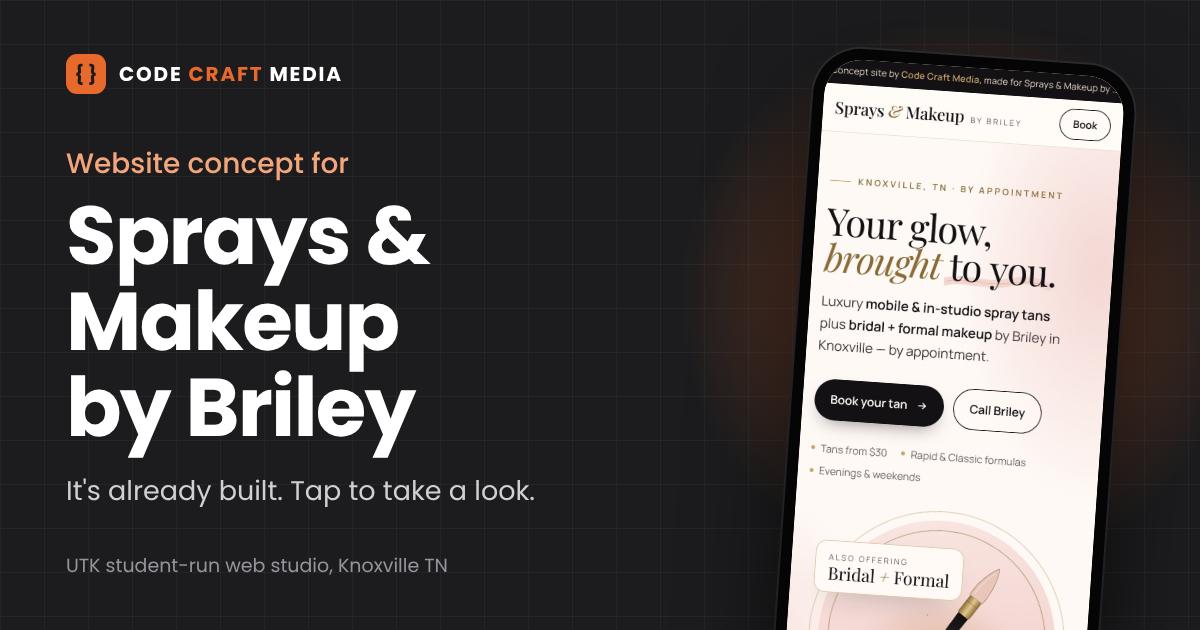 { } CODE CRAFT MEDIA
Website concept for
Sprays &
Makeup
by Briley
It's already built. Tap to take a look.
UTK student-run web studio, Knoxville TN
concept site by Code Craft Media, made for Sprays & Makeup by ...
Sprays & Makeup BY BRILEY
Book
KNOXVILLE, TN · BY APPOINTMENT
Your glow,
brought to you.
Luxury mobile & in-studio spray tans
plus bridal + formal makeup by Briley in
Knoxville — by appointment.
Book your tan →
Call Briley
Tans from $30
Rapid & Classic formulas
Evenings & weekends
ALSO OFFERING
Bridal + Formal